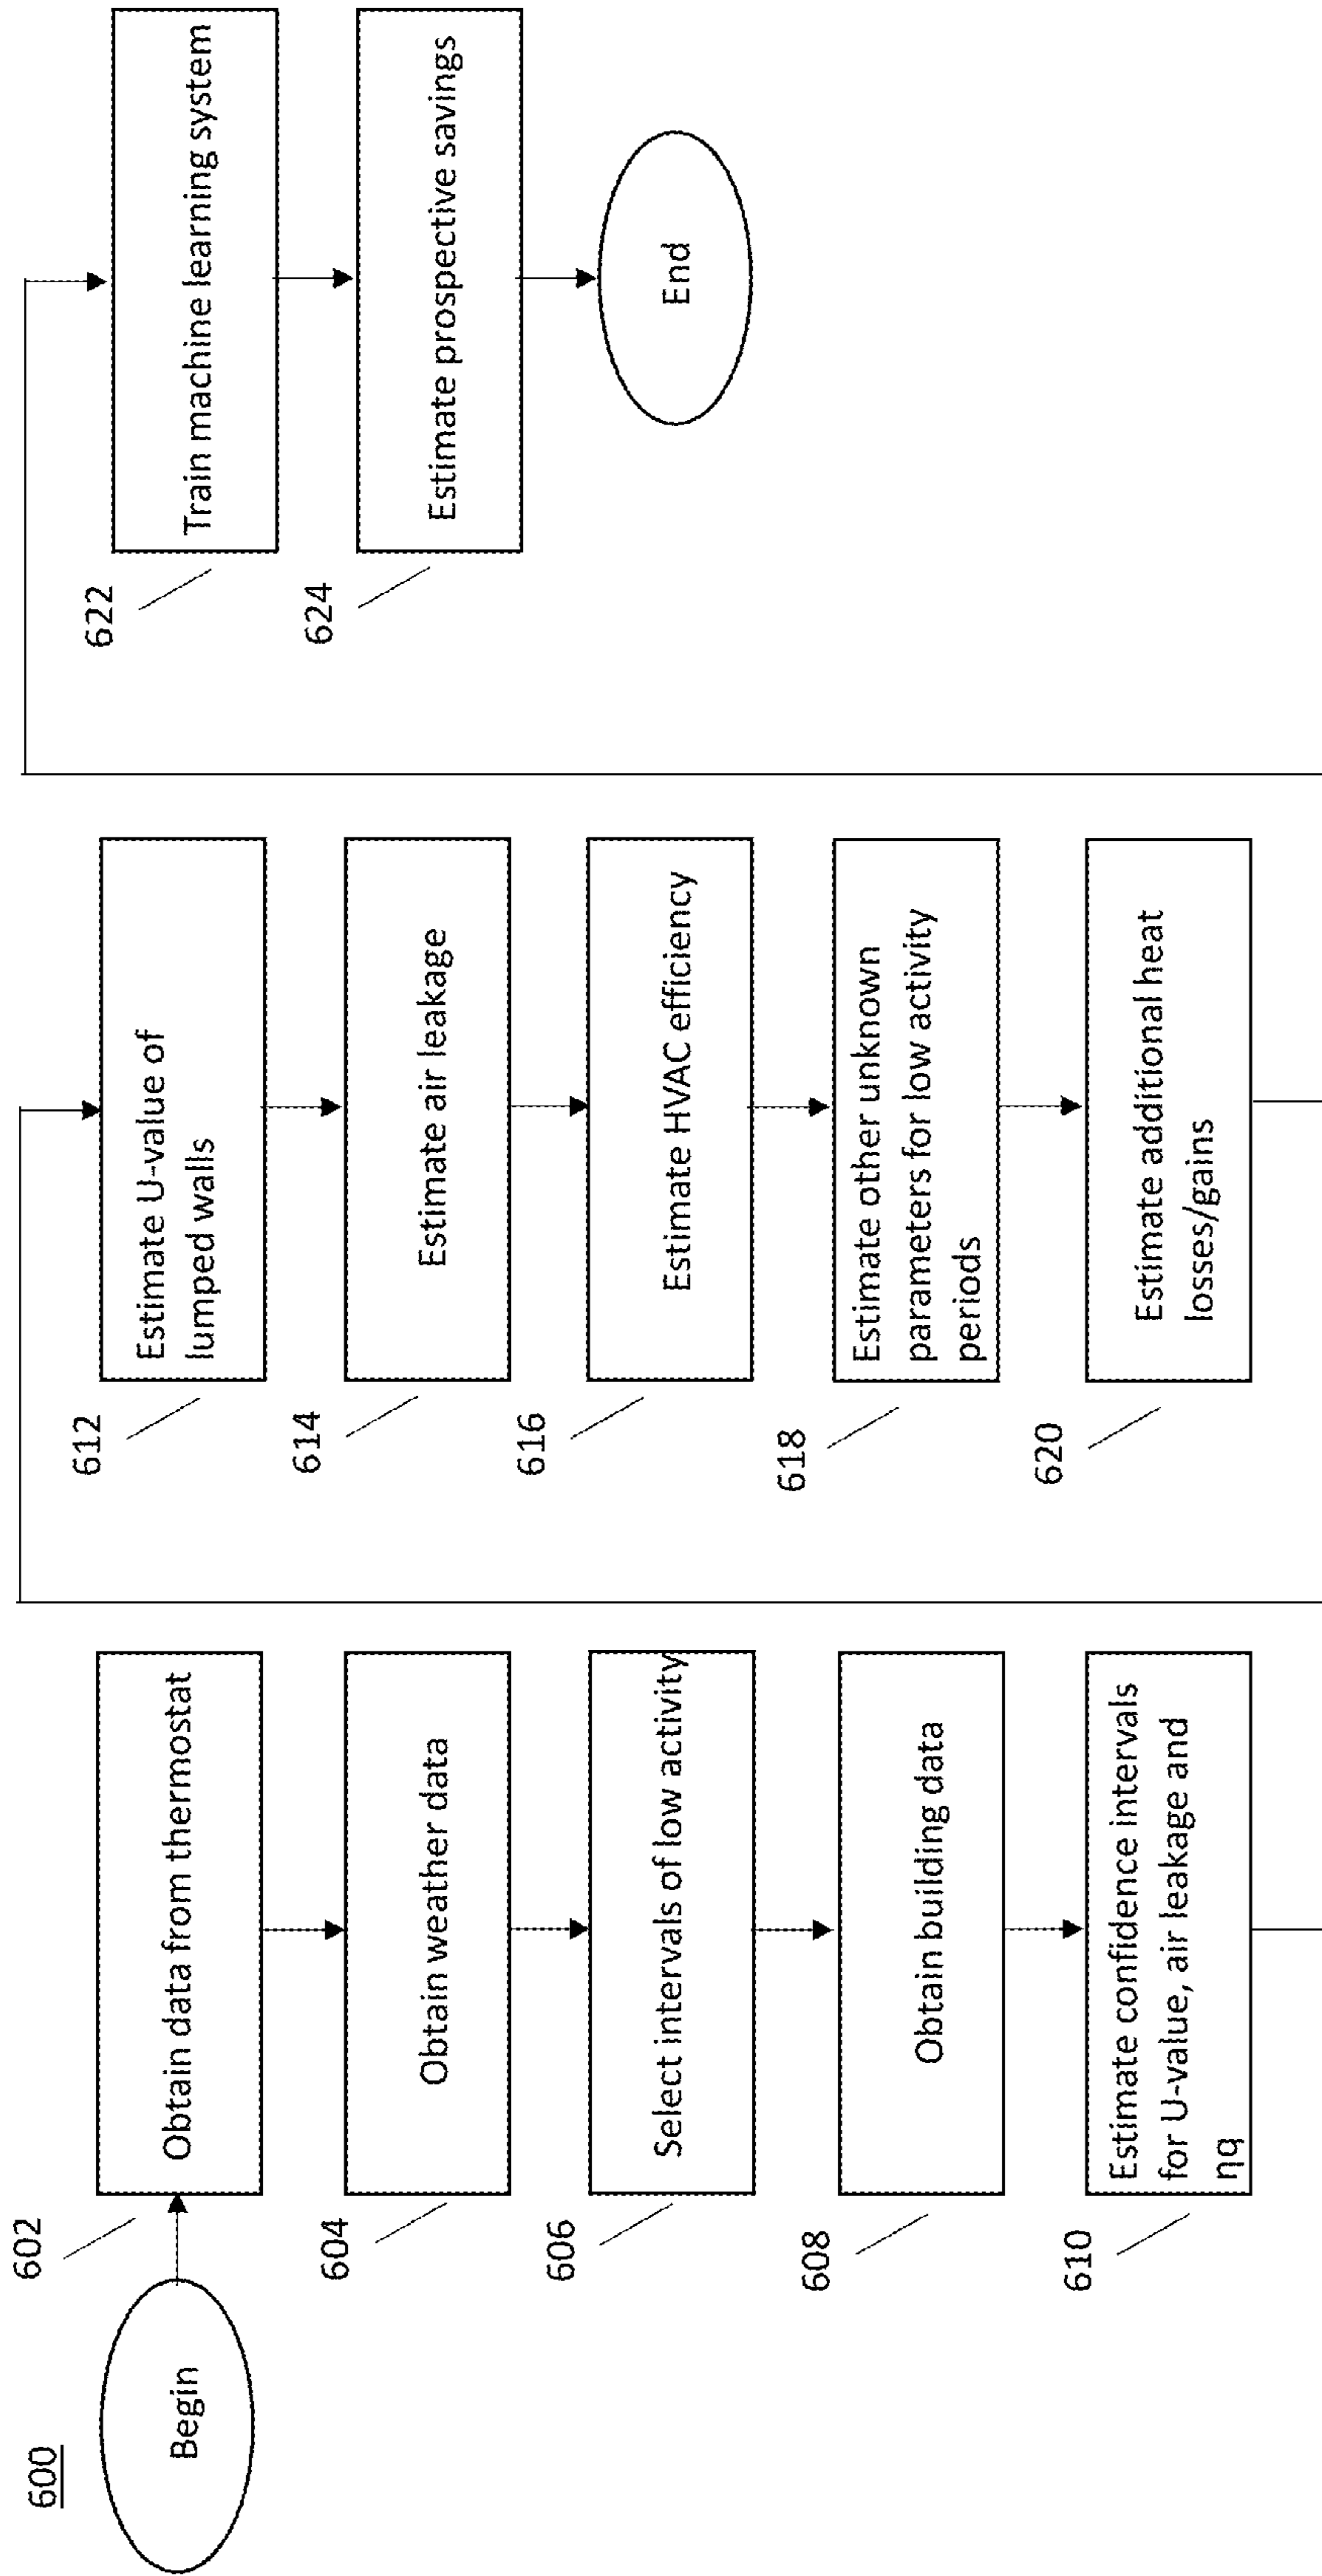 600
Begin
602
Obtain data from thermostat
604
Obtain weather data
606
Select intervals of low activity
608
Obtain building data
610
Estimate confidence intervals
for U-value, air leakage and
ηq
612
Estimate U-value of
lumped walls
614
Estimate air leakage
616
Estimate HVAC efficiency
618
Estimate other unknown
parameters for low activity
periods
620
Estimate additional heat
losses/gains
622
Train machine learning system
624
Estimate prospective savings
End